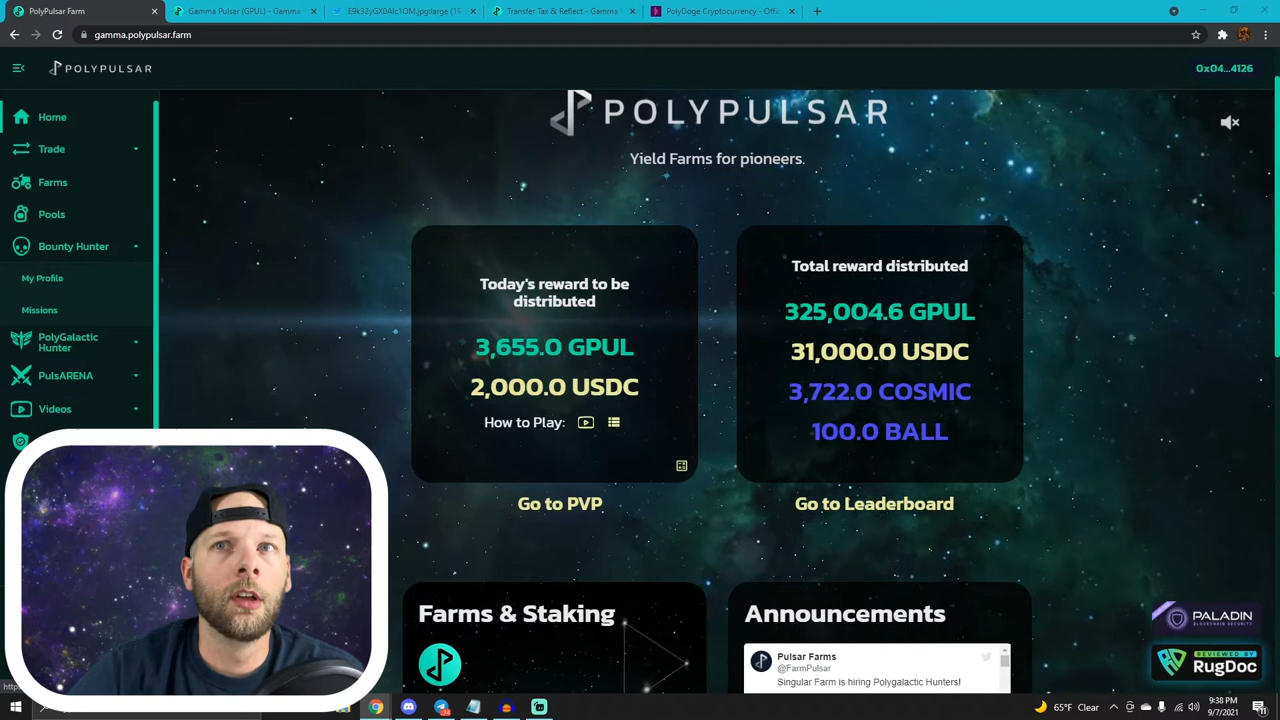 PolyPulsar Farm
Gamma Pulsar (GPUL) - Gamma
E9k32yGX0AIc1OM.jpg:large (19
Transfer Tax & Reflect - Gamma
PolyDoge Cryptocurrency - Offic
gamma.polypulsar.farm
POLYPULSAR
0x04...4126
Home
Trade
Farms
Pools
Bounty Hunter
My Profile
Missions
PolyGalactic
Hunter
PulsARENA
Videos
POLYPULSAR
Yield Farms for pioneers.
Today's reward to be
distributed
3,655.0 GPUL
2,000.0 USDC
How to Play:
Go to PVP
Total reward distributed
325,004.6 GPUL
31,000.0 USDC
3,722.0 COSMIC
100.0 BALL
Go to Leaderboard
Farms & Staking
Announcements
Pulsar Farms
@FarmPulsar
Singular Farm is hiring Polygalactic Hunters!
PALADIN
BLOCKCHAIN SECURITY
REVIEWED BY
RugDoc
65°F Clear
9:38 PM
9/7/2021